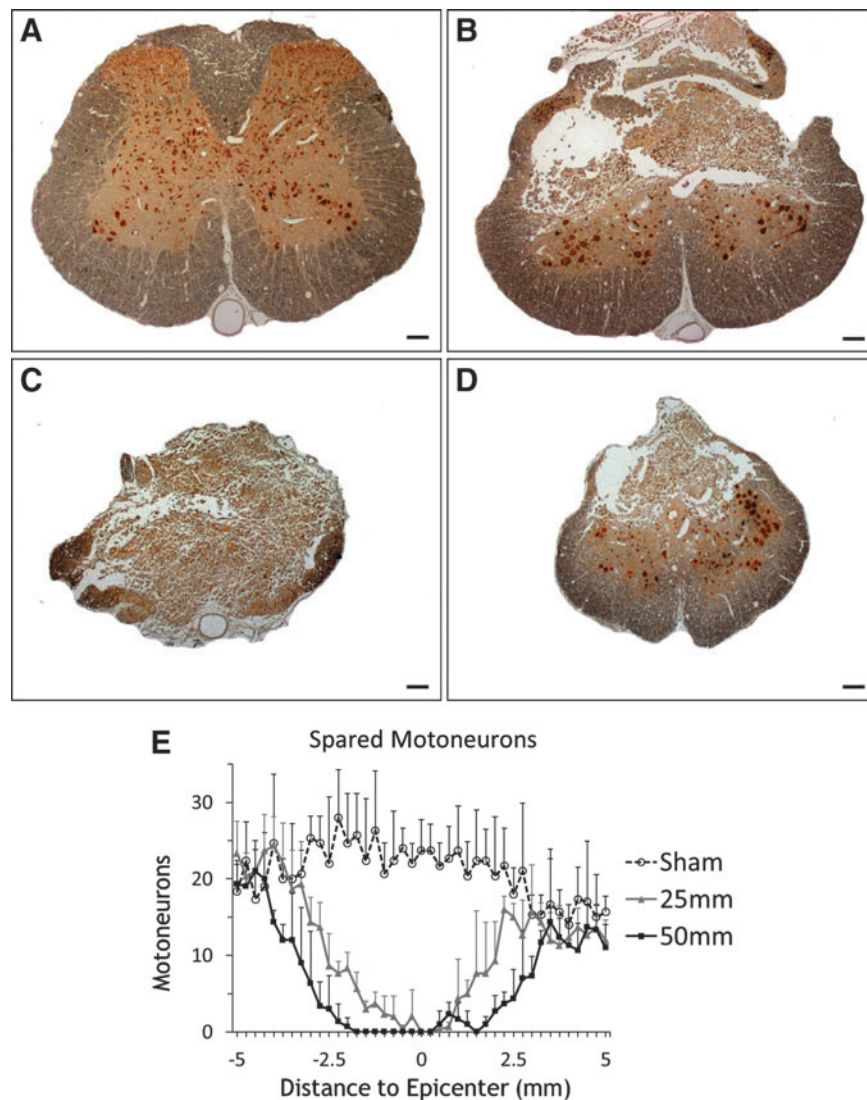 A
B
C
D
E
Spared Motoneurons
Motoneurons
30
20
10
0
-5
-2.5
0
2.5
5
Distance to Epicenter (mm)
Sham
25mm
50mm